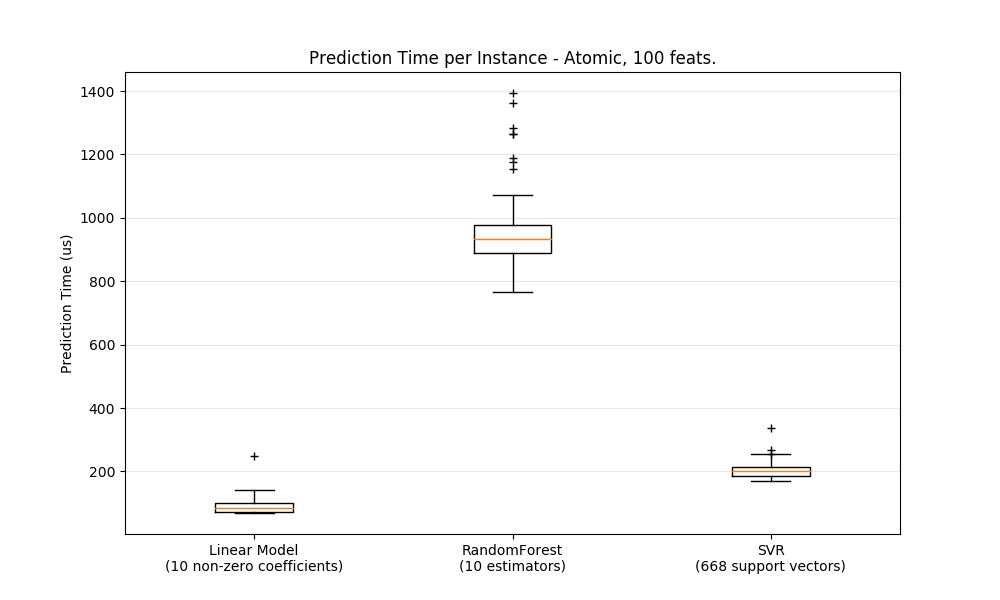 Prediction Time per Instance - Atomic, 100 feats.
Prediction Time (us)
1400
1200
1000
800
600
400
200
Linear Model
(10 non-zero coefficients)
RandomForest
(10 estimators)
SVR
(668 support vectors)